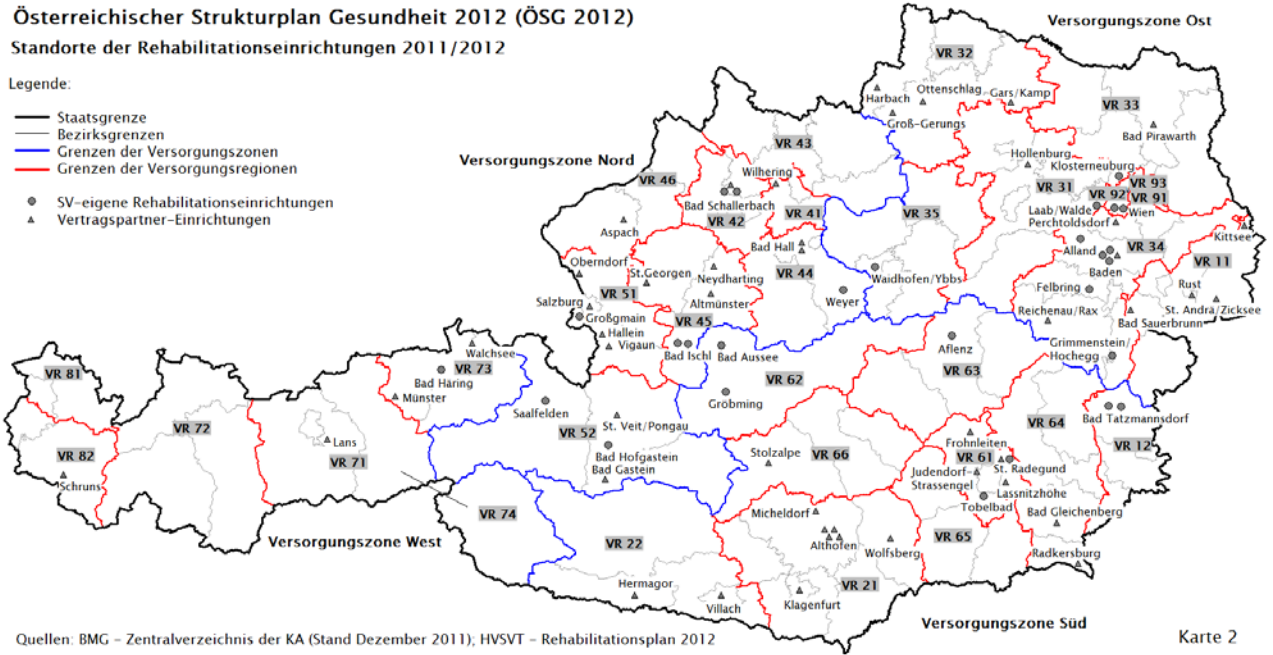 Österreichischer Strukturplan Gesundheit 2012 (ÖSG 2012)
Standorte der Rehabilitationseinrichtungen 2011/2012
Legende:
Staatsgrenze
Bezirksgrenzen
Grenzen der Versorgungszonen
Grenzen der Versorgungsregionen
SV-eigene Rehabilitationseinrichtungen
Vertragspartner-Einrichtungen
Versorgungszone Ost
VR 32
Harbach
Ottenschlag
Gars/Kamp
Groß-Gerungs
VR 33
Bad Pirawarth
Versorgungszone Nord
VR 43
VR 46
Wilhering
Bad Schallerbach
VR 42
VR 41
Aspach
Hollenburg
Klosterneuburg
VR 31
VR 93
VR 92
VR 91
Laab/Walde
Wien
Perchtoldsdorf
VR 35
Kittsee
Bad Hall
VR 44
Alland
VR 34
Baden
VR 11
Oberndorf
St.Georgen
Neydharting
VR 51
Altmünster
Waidhofen/Ybbs
Weyer
Felbring
Rust
St. Andrä/Zicksee
Salzburg
Großgmain
Hallein
Vigaun
VR 45
Bad Ischl
Bad Aussee
Reichenau/Rax
Bad Sauerbrunn
Grimmenstein/
Hochegg
Aflenz
VR 63
Walchsee
VR 73
Bad Häring
Münster
VR 81
VR 62
Gröbming
Saalfelden
St. Veit/Pongau
VR 52
Bad Hofgastein
Bad Gastein
Bad Tatzmannsdorf
VR 12
VR 64
VR 72
Lans
VR 71
VR 82
Schruns
Frohnleiten
VR 61
St. Radegund
Judendorf-
Strassengel
Lassnitzhöhe
Tobelbad
Stolzalpe
VR 66
Bad Gleichenberg
Radkersburg
VR 74
Versorgungszone West
VR 22
Micheldorf
Althofen
Wolfsberg
VR 65
Hermagor
Villach
Klagenfurt
VR 21
Versorgungszone Süd
Quellen: BMG - Zentralverzeichnis der KA (Stand Dezember 2011); HVSVT - Rehabilitationsplan 2012
Karte 2